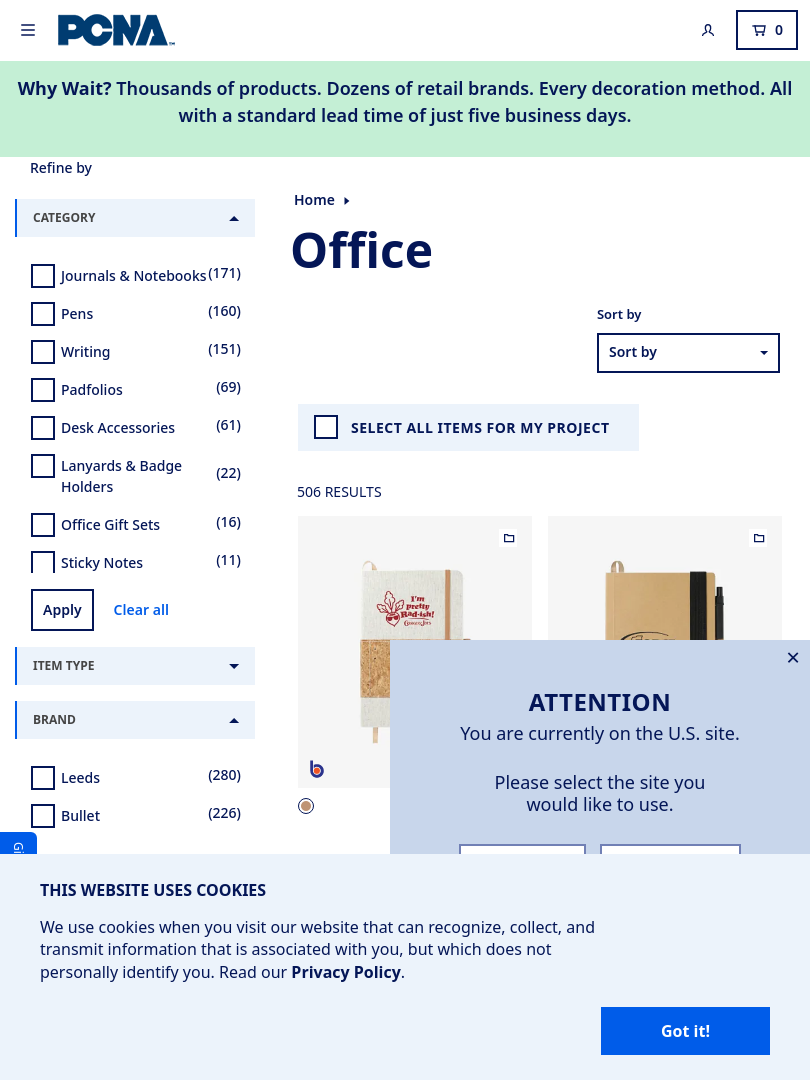 PCNA
0
Why Wait? Thousands of products. Dozens of retail brands. Every decoration method. All
with a standard lead time of just five business days.
Refine by
CATEGORY
Journals & Notebooks (171)
Pens (160)
Writing (151)
Padfolios (69)
Desk Accessories (61)
Lanyards & Badge
Holders (22)
Office Gift Sets (16)
Sticky Notes (11)
Apply Clear all
ITEM TYPE
BRAND
Leeds (280)
Bullet (226)
Home
Office
Sort by
Sort by
SELECT ALL ITEMS FOR MY PROJECT
506 RESULTS
I'm
pretty
Rad-ish!
ATTENTION
You are currently on the U.S. site.
Please select the site you
would like to use.
THIS WEBSITE USES COOKIES
We use cookies when you visit our website that can recognize, collect, and
transmit information that is associated with you, but which does not
personally identify you. Read our Privacy Policy.
Got it!